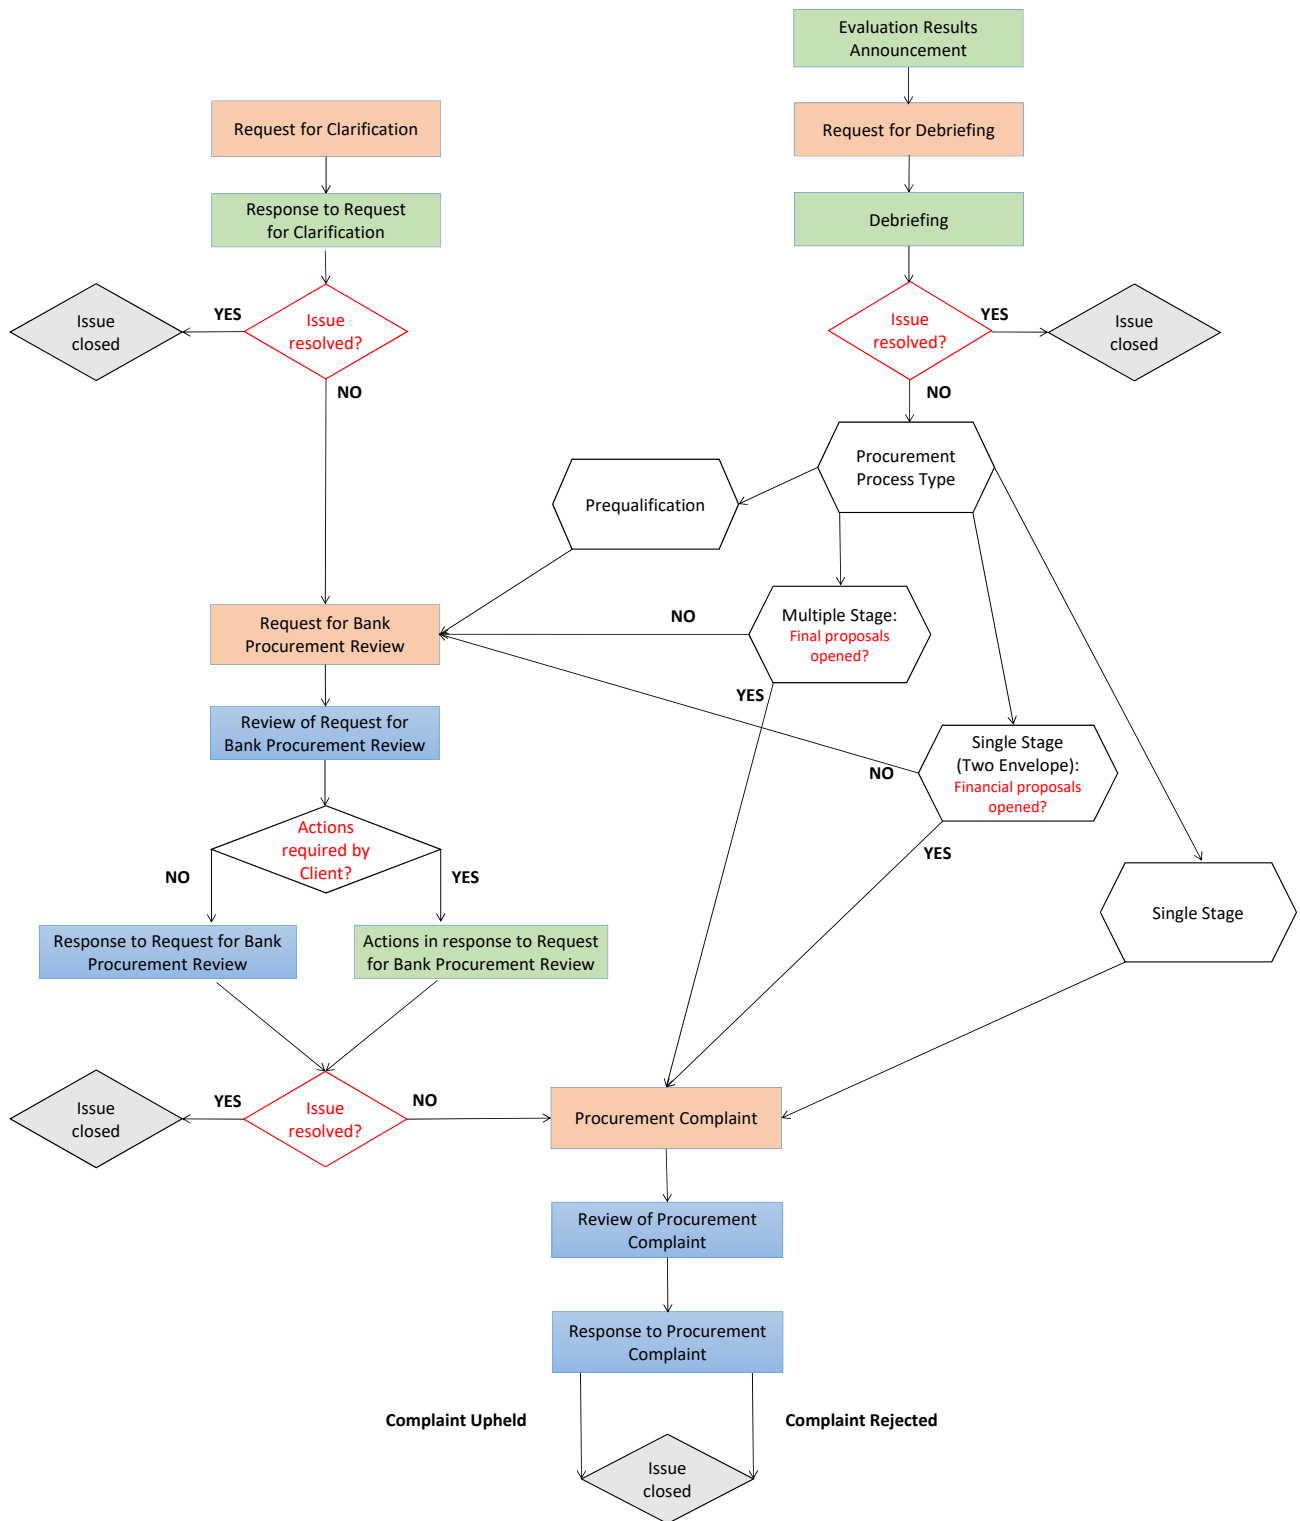 Evaluation Results
Announcement
Request for Clarification
Request for Debriefing
Response to Request
for Clarification
Debriefing
Issue
closed
YES
Issue
resolved?
NO
Issue
resolved?
YES
Issue
closed
NO
Procurement
Process Type
Prequalification
Request for Bank
Procurement Review
NO
Multiple Stage:
Final proposals
opened?
YES
Review of Request for
Bank Procurement Review
NO
Single Stage
(Two Envelope):
Financial proposals
opened?
YES
Actions
required by
Client?
NO
YES
Single Stage
Response to Request for Bank
Procurement Review
Actions in response to Request
for Bank Procurement Review
Issue
closed
YES
Issue
resolved?
NO
Procurement Complaint
Review of Procurement
Complaint
Response to Procurement
Complaint
Complaint Upheld
Complaint Rejected
Issue
closed